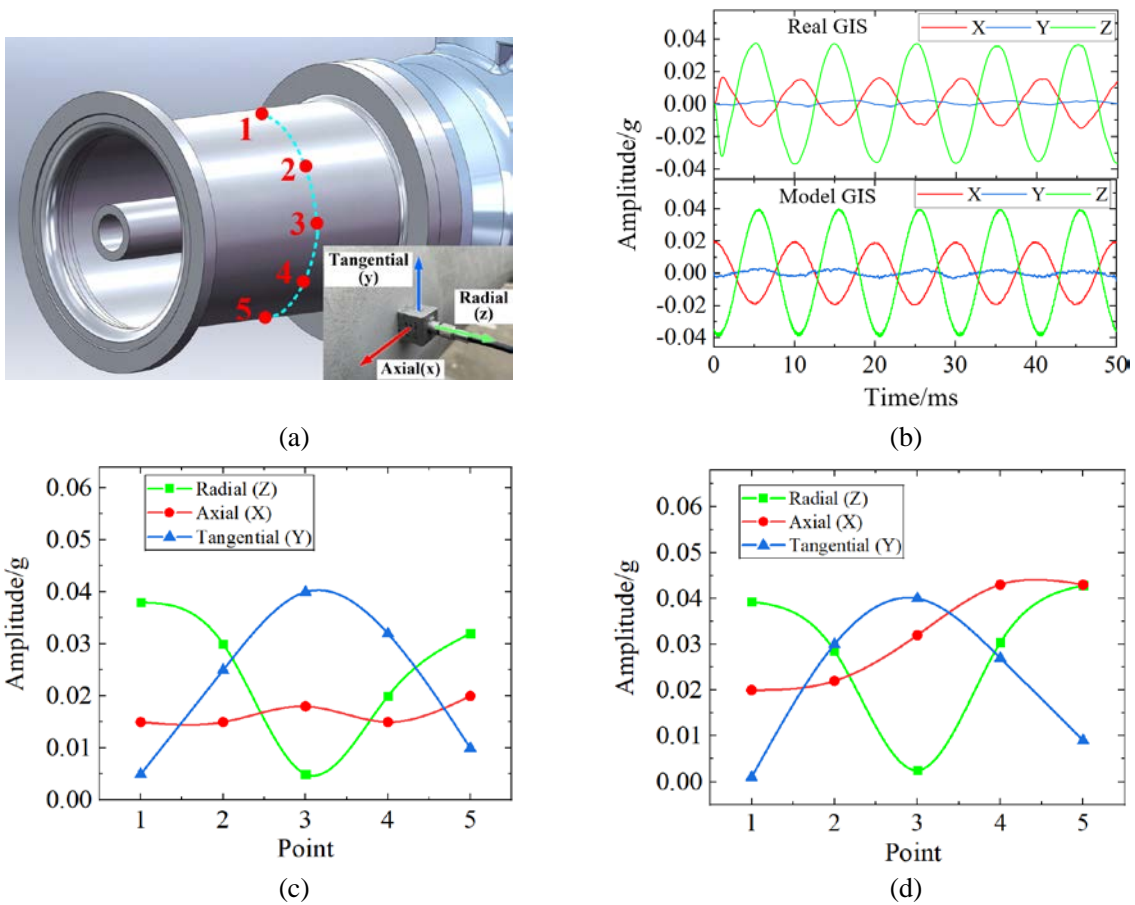 1
2
3
4
5
Tangential
(y)
Radial
(z)
Axial(x)
(a)
Real GIS
X Y Z
0.04
0.02
0.00
-0.02
-0.04
Model GIS
X Y Z
0.04
0.02
0.00
-0.02
-0.04
Amplitude/g
0 10 20 30 40 50
Time/ms
(b)
Radial (Z)
Axial (X)
Tangential (Y)
0.06
0.05
0.04
0.03
0.02
0.01
0.00
Amplitude/g
1 2 3 4 5
Point
(c)
Radial (Z)
Axial (X)
Tangential (Y)
0.06
0.05
0.04
0.03
0.02
0.01
0.00
Amplitude/g
1 2 3 4 5
Point
(d)